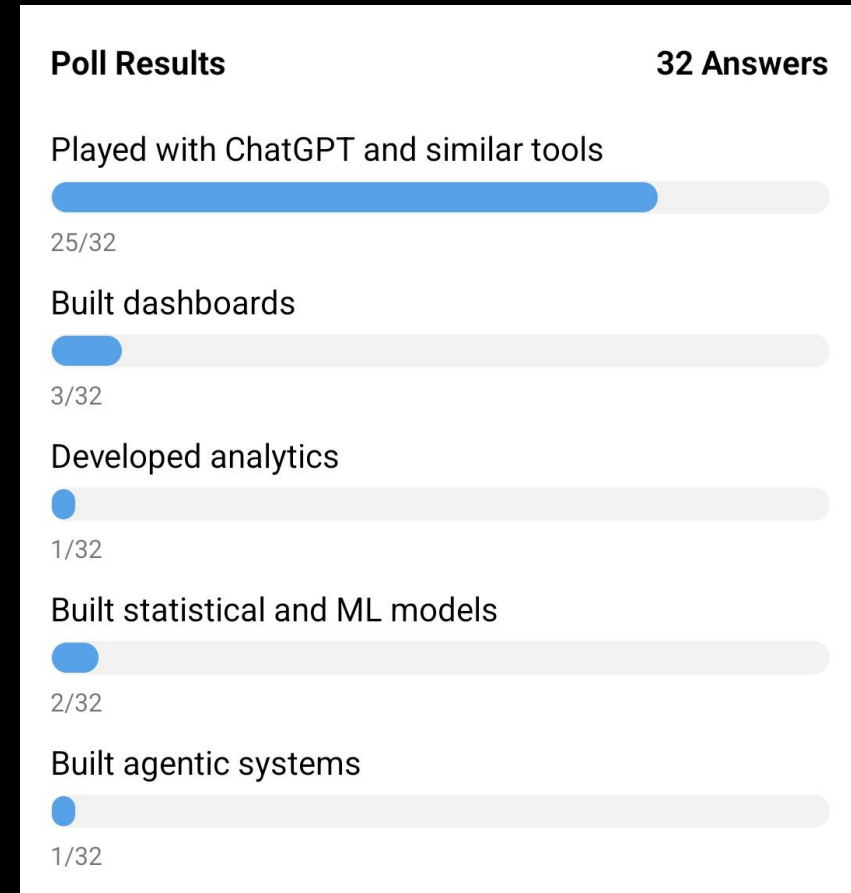 Poll Results 32 Answers
Played with ChatGPT and similar tools
25/32
Built dashboards
3/32
Developed analytics
1/32
Built statistical and ML models
2/32
Built agentic systems
1/32